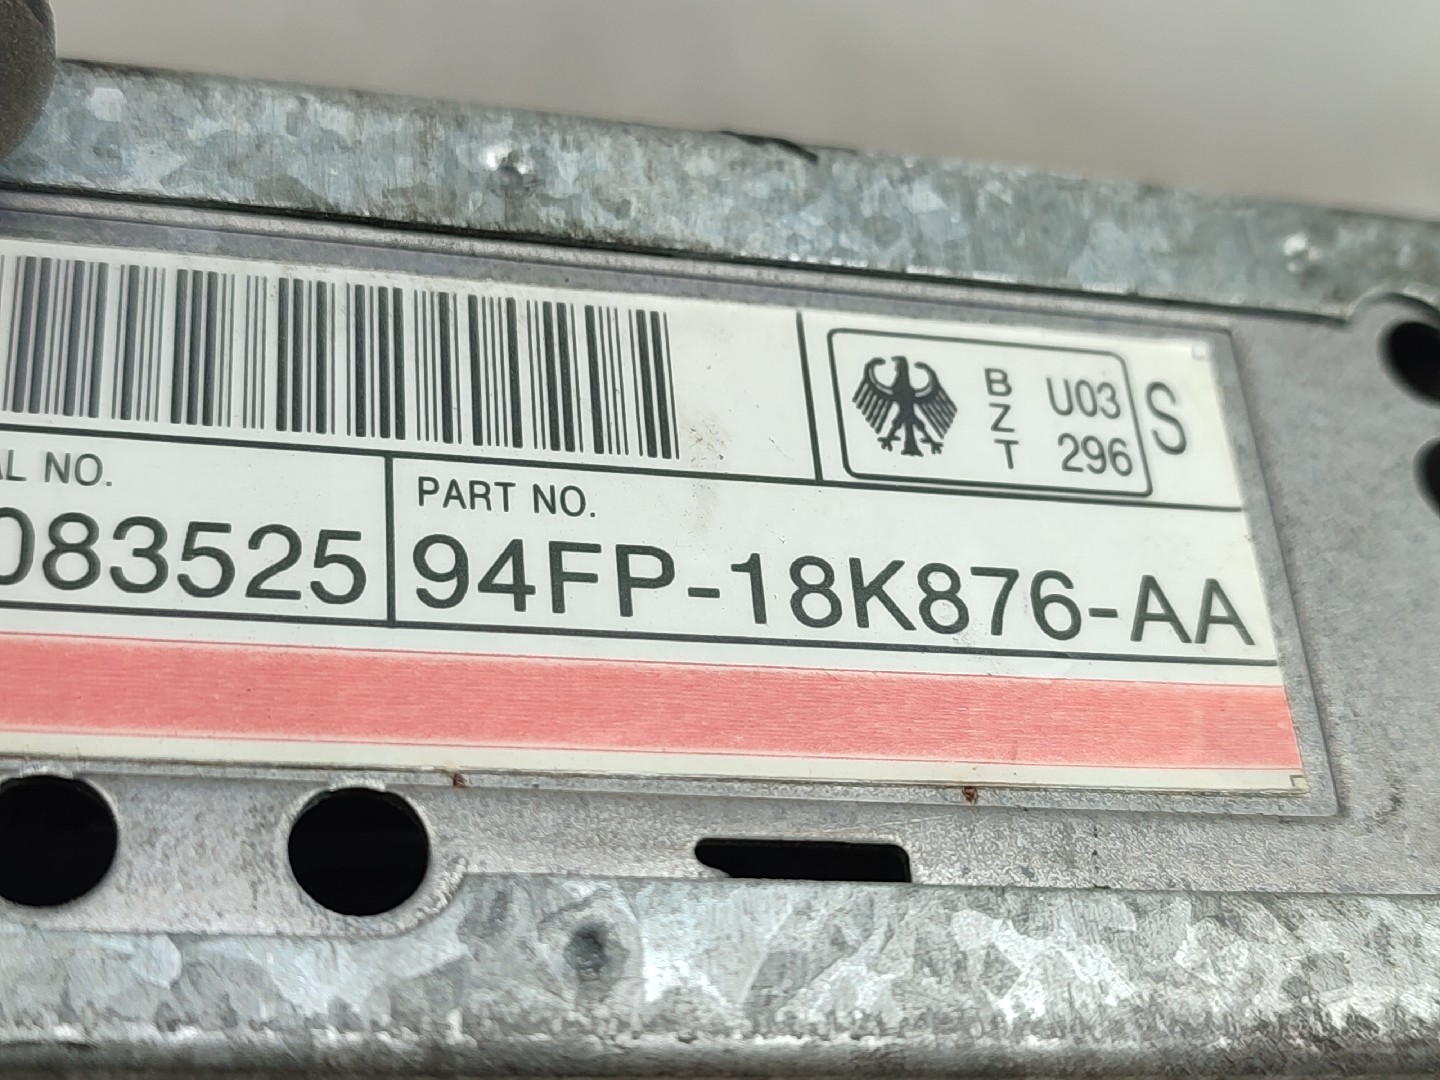 B
Z
T
U03
296
S
AL NO.
083525
PART NO.
94FP-18K876-AA